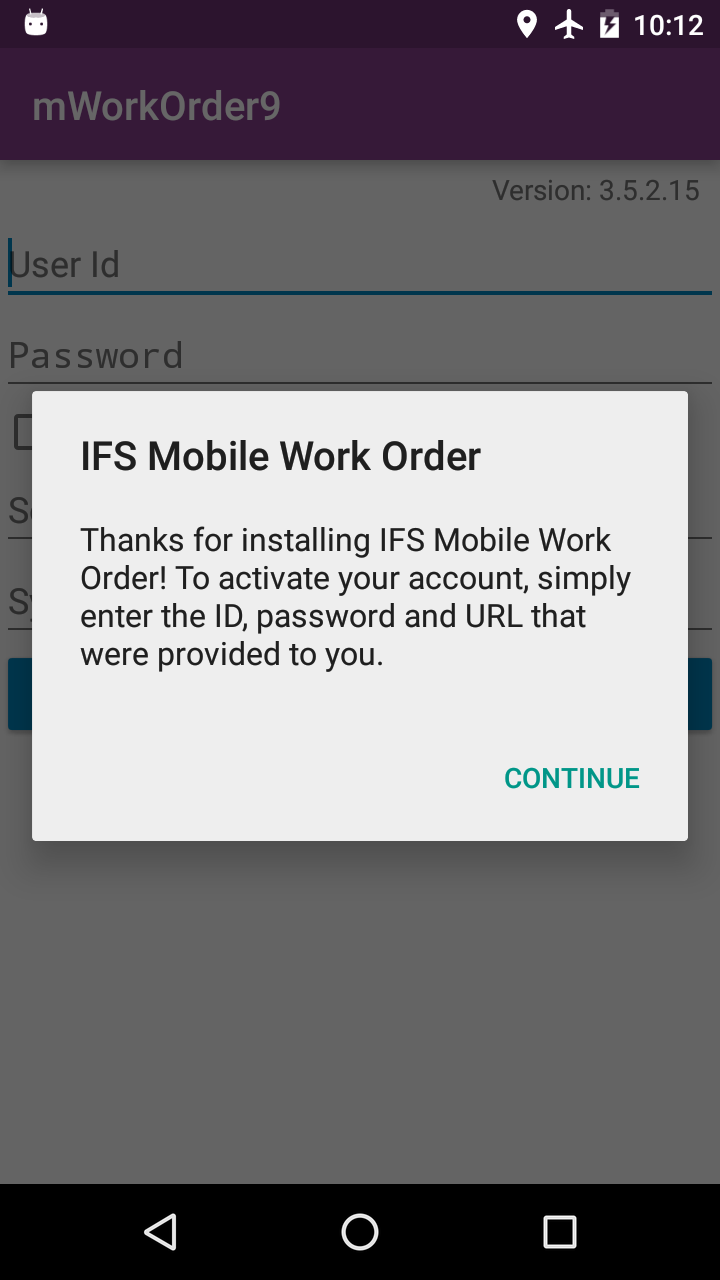 10:12
mWorkOrder9
Version: 3.5.2.15
User Id
Password
IFS Mobile Work Order
Thanks for installing IFS Mobile Work
Order! To activate your account, simply
enter the ID, password and URL that
were provided to you.
CONTINUE